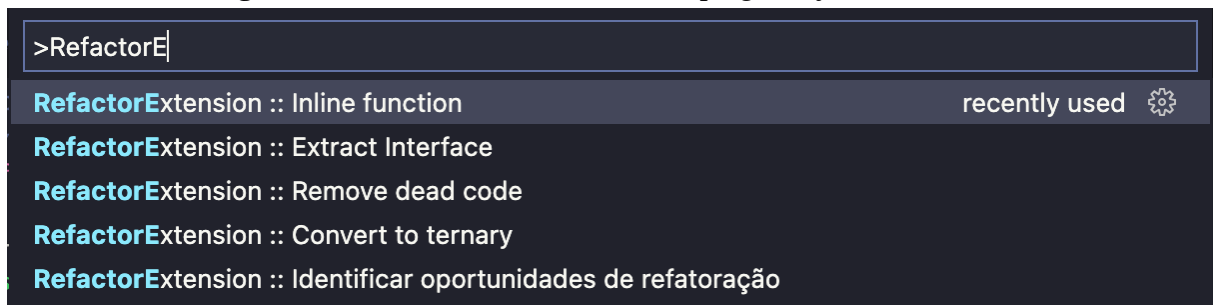 >RefactorE
RefactorExtension :: Inline function recently used
RefactorExtension :: Extract Interface
RefactorExtension :: Remove dead code
RefactorExtension :: Convert to ternary
RefactorExtension :: Identificar oportunidades de refatoração